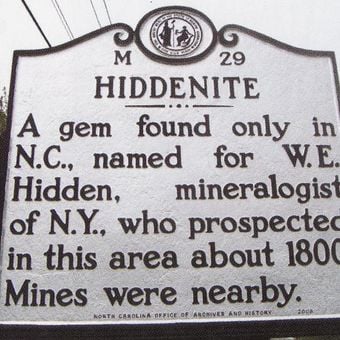 M 29
HIDDENITE
A gem found only in
N.C., named for W.E.
Hidden, mineralogist
of N.Y., who prospected
in this area about 1800
Mines were nearby.
NORTH CAROLINA OFFICE OF ARCHIVES AND HISTORY